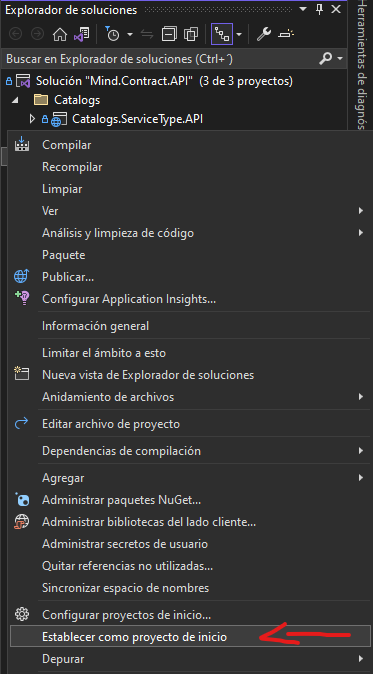 Explorador de soluciones
Buscar en Explorador de soluciones (Ctrl+´)
Solución "Mind.Contract.API" (3 de 3 proyectos)
Catalogs
Catalogs.ServiceType.API
Compilar
Recompilar
Limpiar
Ver
Análisis y limpieza de código
Paquete
Publicar...
Configurar Application Insights...
Información general
Limitar el ámbito a esto
Nueva vista de Explorador de soluciones
Anidamiento de archivos
Editar archivo de proyecto
Dependencias de compilación
Agregar
Administrar paquetes NuGet...
Administrar bibliotecas del lado cliente...
Administrar secretos de usuario
Quitar referencias no utilizadas...
Sincronizar espacio de nombres
Configurar proyectos de inicio...
Establecer como proyecto de inicio
Depurar
Herramientas de diagnós